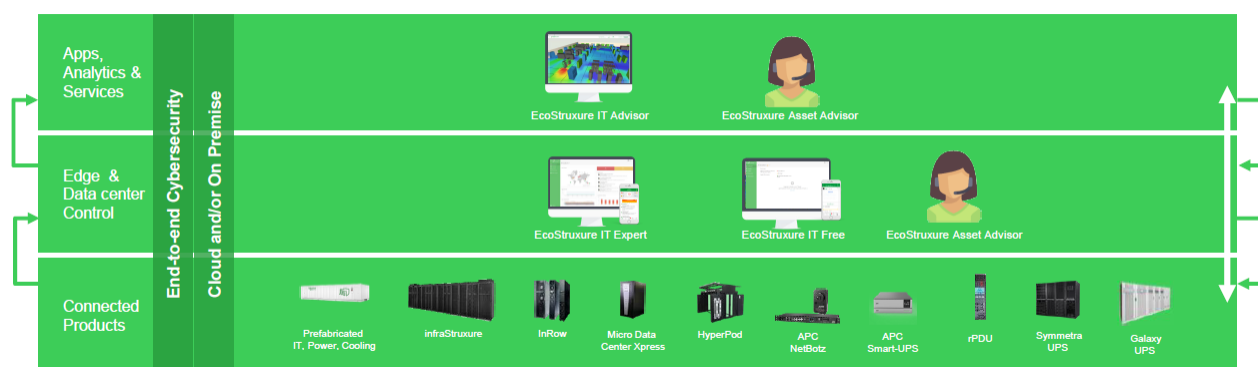 Apps,
Analytics &
Services
End-to-end Cybersecurity
Cloud and/or On Premise
EcoStruxure IT Advisor
EcoStruxure Asset Advisor
Edge &
Data center
Control
EcoStruxure IT Expert
EcoStruxure IT Free
EcoStruxure Asset Advisor
Connected
Products
Prefabricated
IT, Power, Cooling
infraStruxure
InRow
Micro Data
Center Xpress
HyperPod
APC
NetBotz
APC
Smart-UPS
rPDU
Symmetra
UPS
Galaxy
UPS